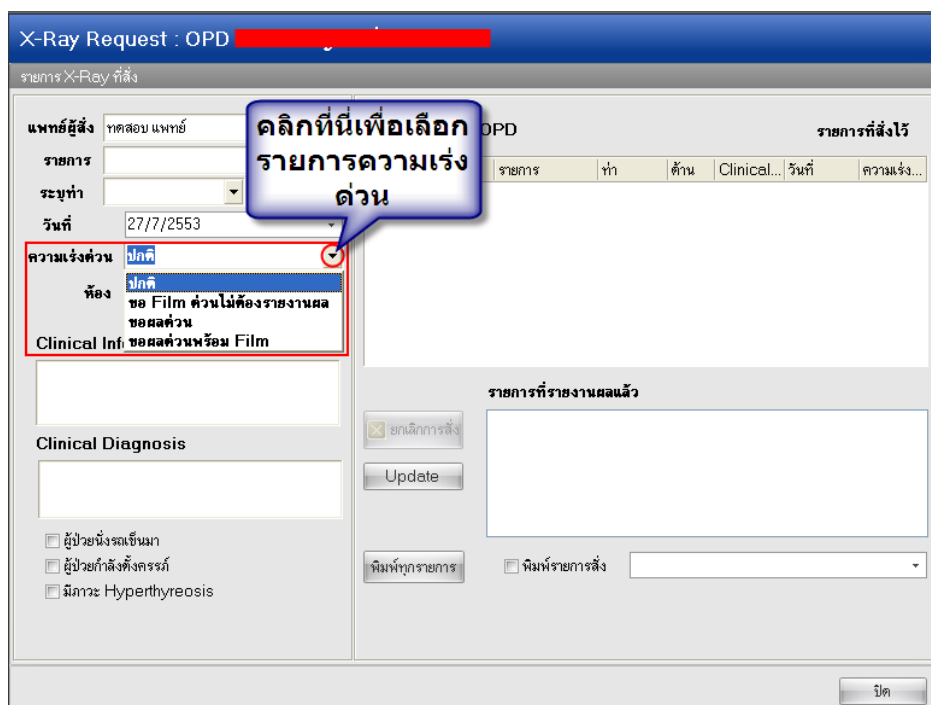 X-Ray Request : OPD
รายการ X-Ray ที่สั่ง
แพทย์ผู้สั่ง ทดสอบ แพทย์
รายการ
ระบุท่า
วันที่ 27/7/2553
ความเร่งด่วน ปกติ
ห้อง
ปกติ
ขอ Film ด่วนไม่ต้องรายงานผล
ขอผลด่วน
ขอผลด่วนพร้อม Film
คลิกที่นี่เพื่อเลือก
รายการความเร่ง
ด่วน
Clinical Inf
Clinical Diagnosis
ผู้ป่วยนั่งรถเข็นมา
ผู้ป่วยกำลังตั้งครรภ์
มีภาวะ Hyperthyreosis
OPD รายการที่สั่งไว้
รายการ ท่า ด้าน Clinical... วันที่ ความเร่ง...
รายการที่รายงานผลแล้ว
ยกเลิกการสั่ง
Update
พิมพ์ทุกรายการ
พิมพ์รายการสั่ง
ปิด